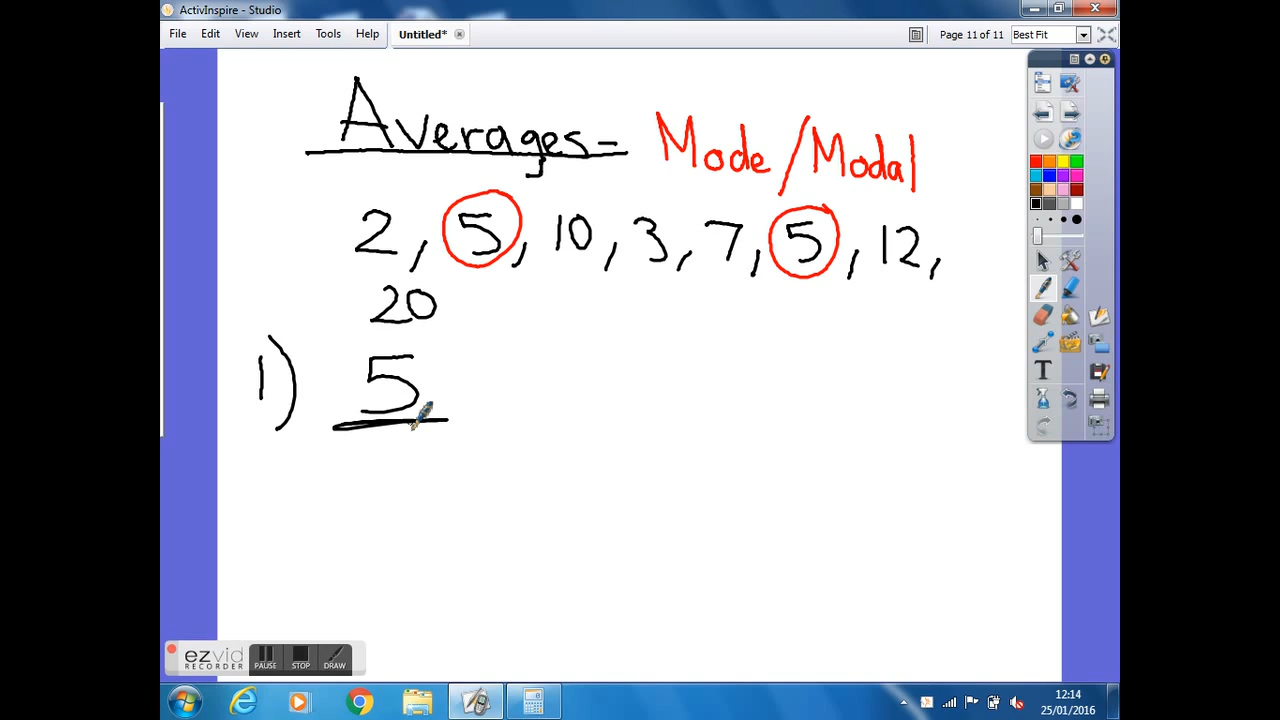 ActivInspire - Studio
File Edit View Insert Tools Help Untitled* Page 11 of 11 Best Fit
Averages- Mode/Modal
2, 5, 10, 3, 7, 5, 12,
20
1) 5
T
ezvid
RECORDER
PAUSE STOP DRAW
12:14
25/01/2016